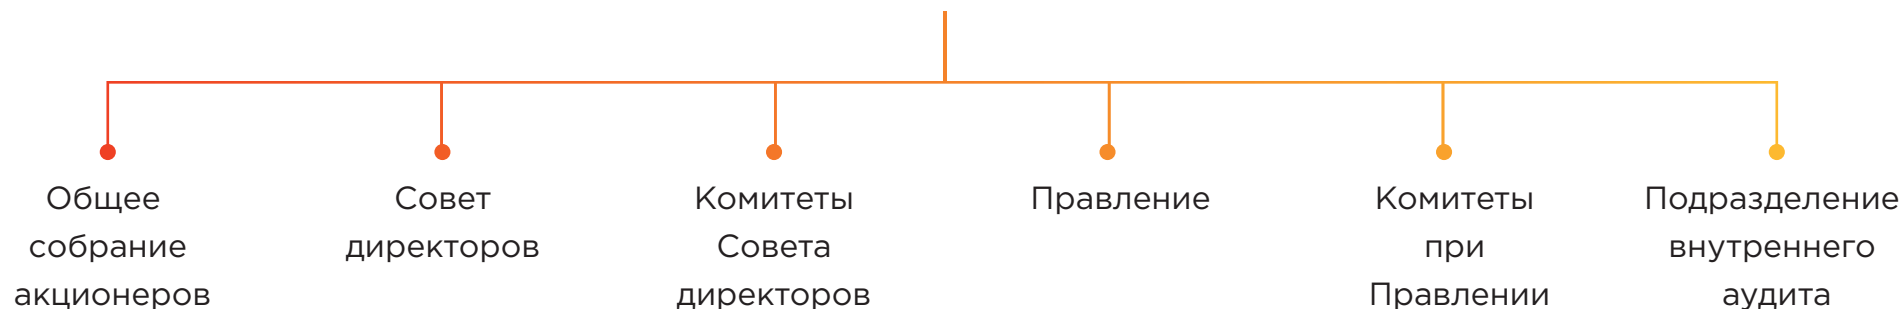 Общее
собрание
акционеров
Совет
директоров
Комитеты
Совета
директоров
Правление
Комитеты
при
Правлении
Подразделение
внутреннего
аудита